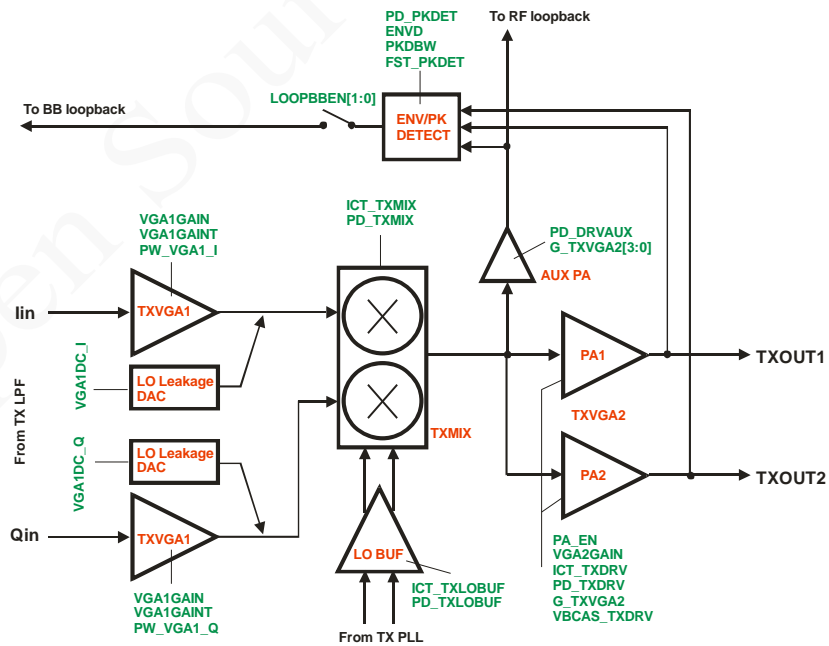 PD_PKDET
ENVD
PKDBW
FST_PKDET
To RF loopback
LOOPBBEN[1:0]
To BB loopback
ENV/PK
DETECT
ICT_TXMIX
PD_TXMIX
VGA1GAIN
VGA1GAINT
PW_VGA1_I
PD_DRVAUX
G_TXVGA2[3:0]
AUX PA
Iin
TXVGA1
PA1
TXOUT1
VGA1DC_I
LO Leakage
DAC
TXVGA2
From TX LPF
TXMIX
VGA1DC_Q
LO Leakage
DAC
PA2
TXOUT2
Qin
TXVGA1
LO BUF
PA_EN
VGA2GAIN
ICT_TXDRV
PD_TXDRV
G_TXVGA2
VBCAS_TXDRV
ICT_TXLOBUF
PD_TXLOBUF
VGA1GAIN
VGA1GAINT
PW_VGA1_Q
From TX PLL
pen Sour